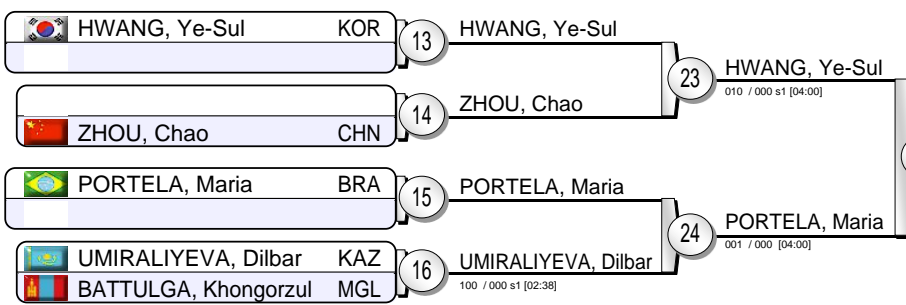 HWANG, Ye-Sul KOR
13
HWANG, Ye-Sul
23
HWANG, Ye-Sul
010 / 000 s1 [04:00]
14
ZHOU, Chao
ZHOU, Chao CHN
PORTELA, Maria BRA
15
PORTELA, Maria
24
PORTELA, Maria
001 / 000 [04:00]
UMIRALIYEVA, Dilbar KAZ
16
UMIRALIYEVA, Dilbar
100 / 000 s1 [02:38]
BATTULGA, Khongorzul MGL